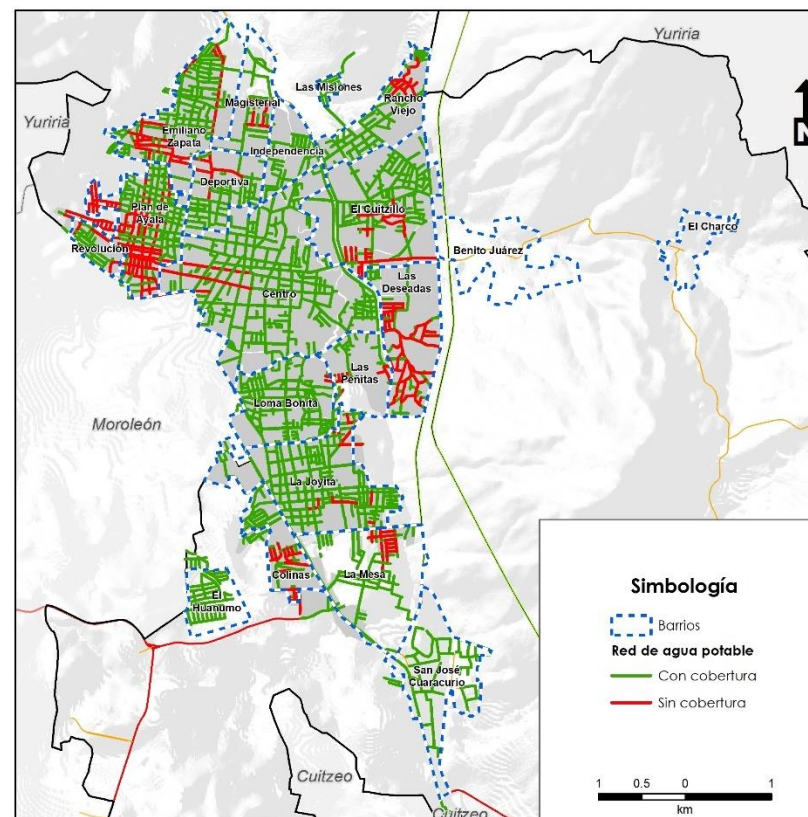 Yuriria
Yuriria
Las Misiones
Magisterial
Rancho
Viejo
Emiliano
Zapata
Independencia
Deportiva
Plan de
Ayala
El Cuitzillo
El Charco
Revolución
Benito Juárez
Las
Deseadas
Centro
Las
Peñitas
Loma Bonita
Moroleón
La Joyita
Colinas
La Mesa
El
Huanumo
San José
Cuaracurio
Cuitzeo
Cuitzeo
N
Simbología
Barrios
Red de agua potable
Con cobertura
Sin cobertura
1 0.5 0 1
km